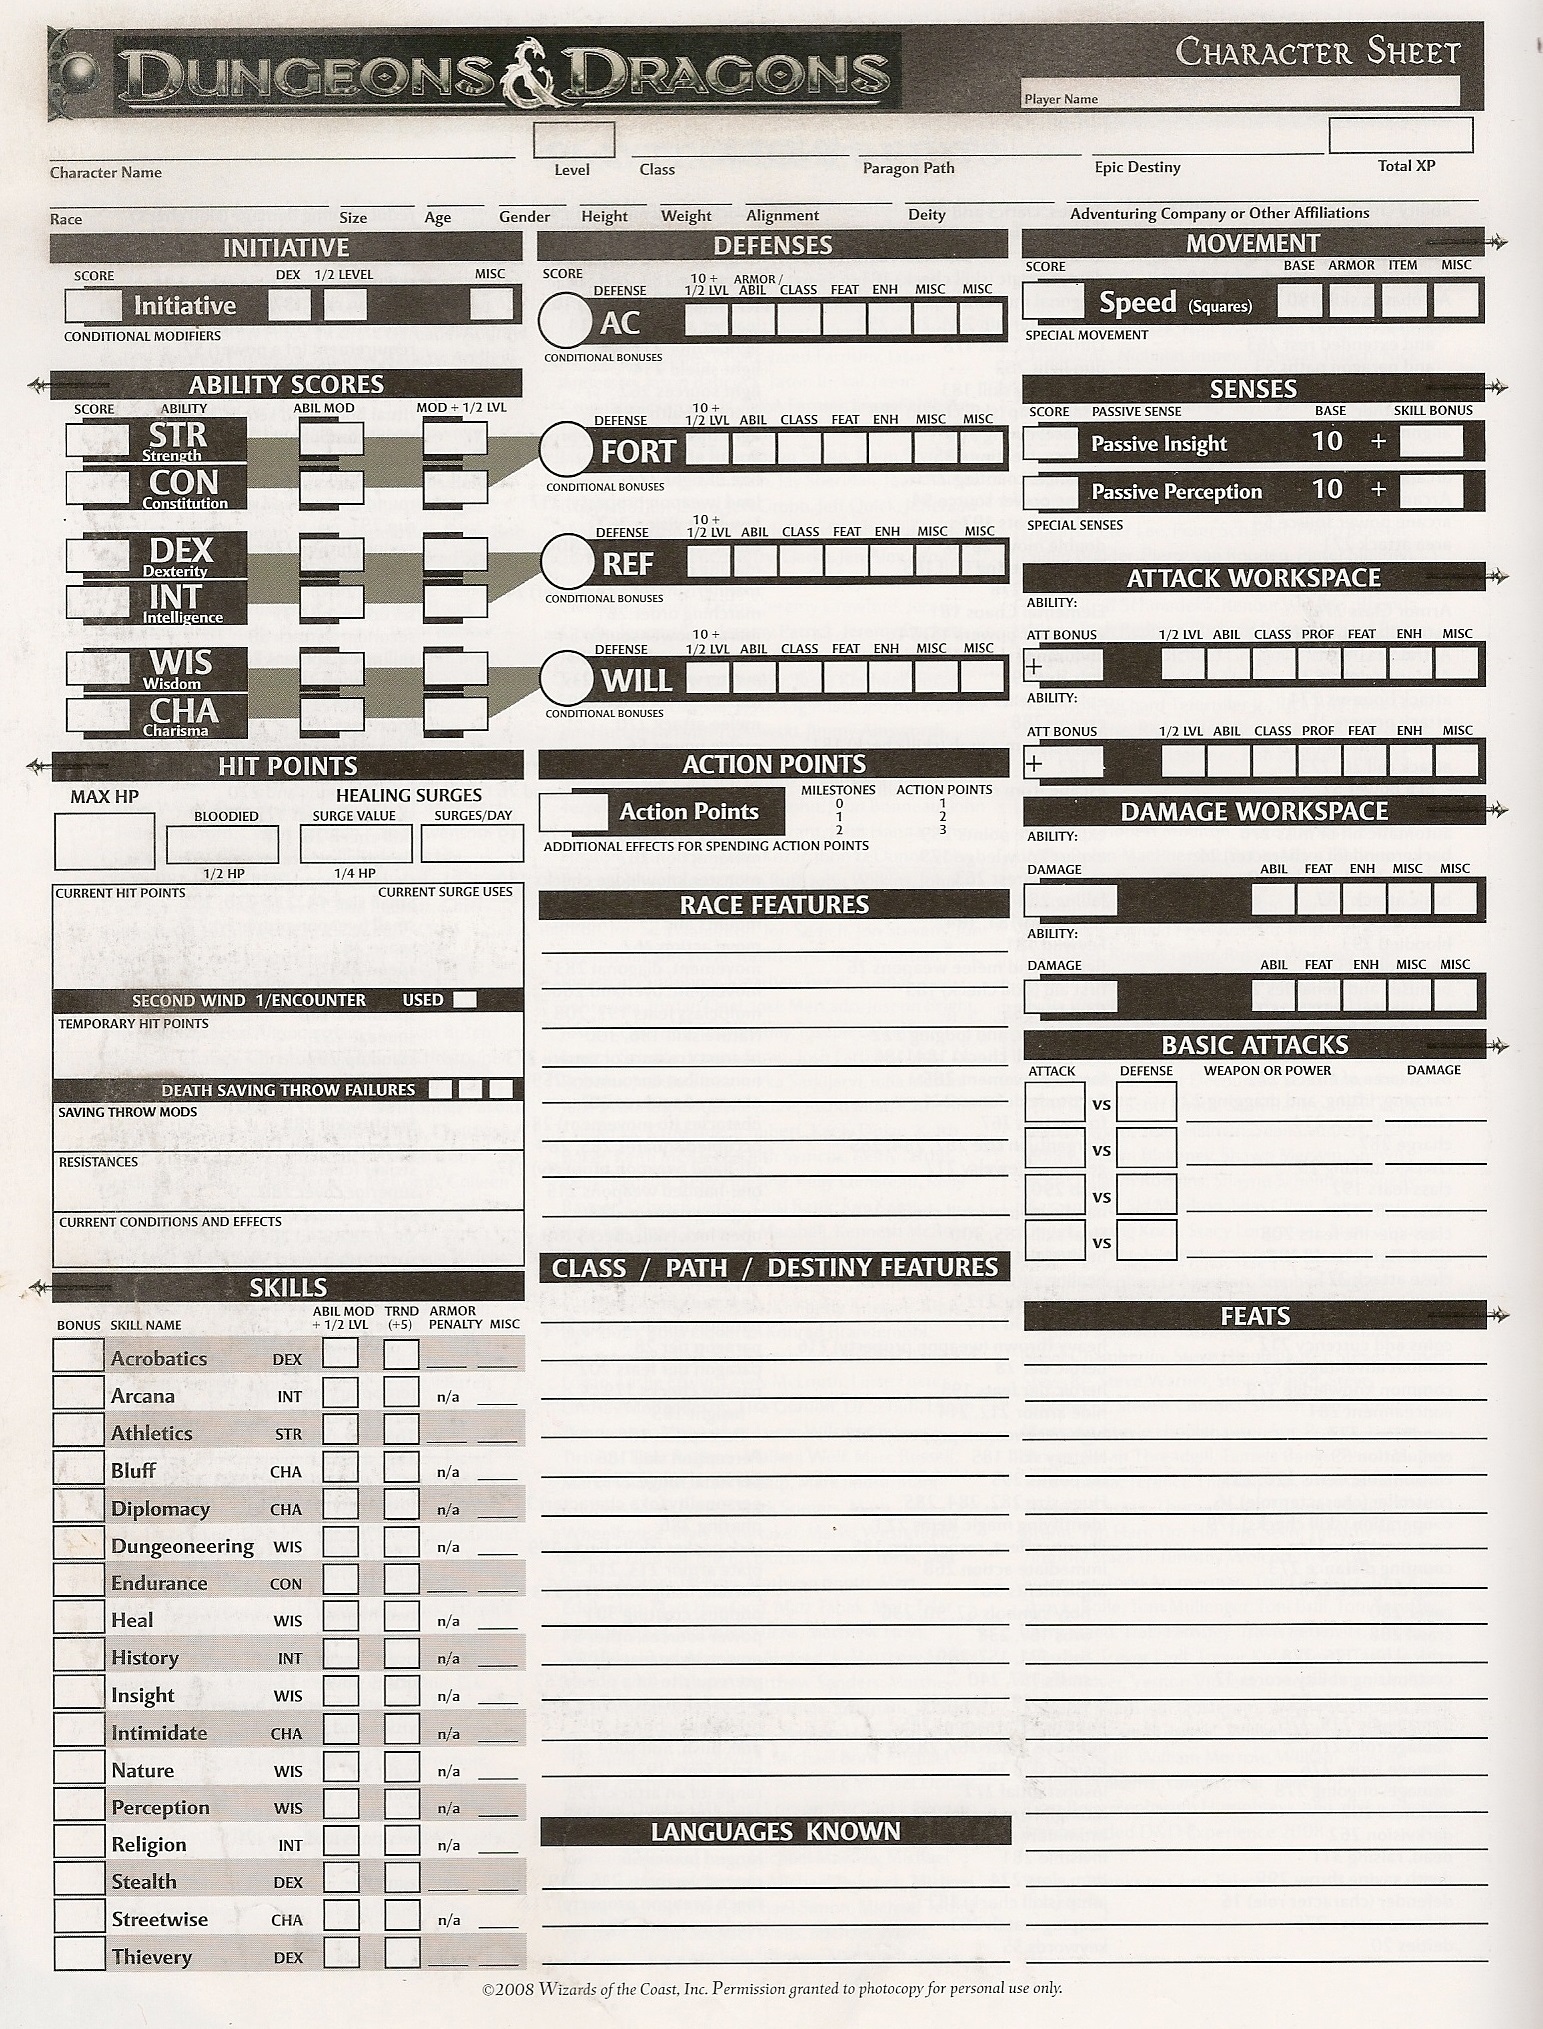 DUNGEONS & DRAGONS
CHARACTER SHEET
Player Name
Character Name
Level
Class
Paragon Path
Epic Destiny
Total XP
Race
Size
Age
Gender
Height
Weight
Alignment
Deity
Adventuring Company or Other Affiliations
INITIATIVE
SCORE DEX 1/2 LEVEL MISC
Initiative
CONDITIONAL MODIFIERS
ABILITY SCORES
SCORE ABILITY ABIL MOD MOD + 1/2 LVL
STR
Strength
CON
Constitution
DEX
Dexterity
INT
Intelligence
WIS
Wisdom
CHA
Charisma
HIT POINTS
MAX HP HEALING SURGES
BLOODIED SURGE VALUE SURGES/DAY
1/2 HP 1/4 HP
CURRENT HIT POINTS CURRENT SURGE USES
SECOND WIND 1/ENCOUNTER USED
TEMPORARY HIT POINTS
DEATH SAVING THROW FAILURES
SAVING THROW MODS
RESISTANCES
CURRENT CONDITIONS AND EFFECTS
SKILLS
ABIL MOD TRND ARMOR
BONUS SKILL NAME + 1/2 LVL (+5) PENALTY MISC
Acrobatics DEX
Arcana INT n/a
Athletics STR
Bluff CHA n/a
Diplomacy CHA n/a
Dungeoneering WIS n/a
Endurance CON
Heal WIS n/a
History INT n/a
Insight WIS n/a
Intimidate CHA n/a
Nature WIS n/a
Perception WIS n/a
Religion INT n/a
Stealth DEX
Streetwise CHA n/a
Thievery DEX
DEFENSES
SCORE 10 + ARMOR /
DEFENSE 1/2 LVL ABIL CLASS FEAT ENH MISC MISC
AC
CONDITIONAL BONUSES
10 +
DEFENSE 1/2 LVL ABIL CLASS FEAT ENH MISC MISC
FORT
CONDITIONAL BONUSES
10 +
DEFENSE 1/2 LVL ABIL CLASS FEAT ENH MISC MISC
REF
CONDITIONAL BONUSES
10 +
DEFENSE 1/2 LVL ABIL CLASS FEAT ENH MISC MISC
WILL
CONDITIONAL BONUSES
ACTION POINTS
MILESTONES ACTION POINTS
Action Points
0 1
1 2
2 3
ADDITIONAL EFFECTS FOR SPENDING ACTION POINTS
RACE FEATURES
CLASS / PATH / DESTINY FEATURES
LANGUAGES KNOWN
MOVEMENT
SCORE BASE ARMOR ITEM MISC
Speed (Squares)
SPECIAL MOVEMENT
SENSES
SCORE PASSIVE SENSE BASE SKILL BONUS
Passive Insight 10 +
Passive Perception 10 +
SPECIAL SENSES
ATTACK WORKSPACE
ABILITY:
ATT BONUS 1/2 LVL ABIL CLASS PROF FEAT ENH MISC
+
ABILITY:
ATT BONUS 1/2 LVL ABIL CLASS PROF FEAT ENH MISC
+
DAMAGE WORKSPACE
ABILITY:
DAMAGE ABIL FEAT ENH MISC MISC
ABILITY:
DAMAGE ABIL FEAT ENH MISC MISC
BASIC ATTACKS
ATTACK DEFENSE WEAPON OR POWER DAMAGE
vs
vs
vs
vs
FEATS
©2008 Wizards of the Coast, Inc. Permission granted to photocopy for personal use only.